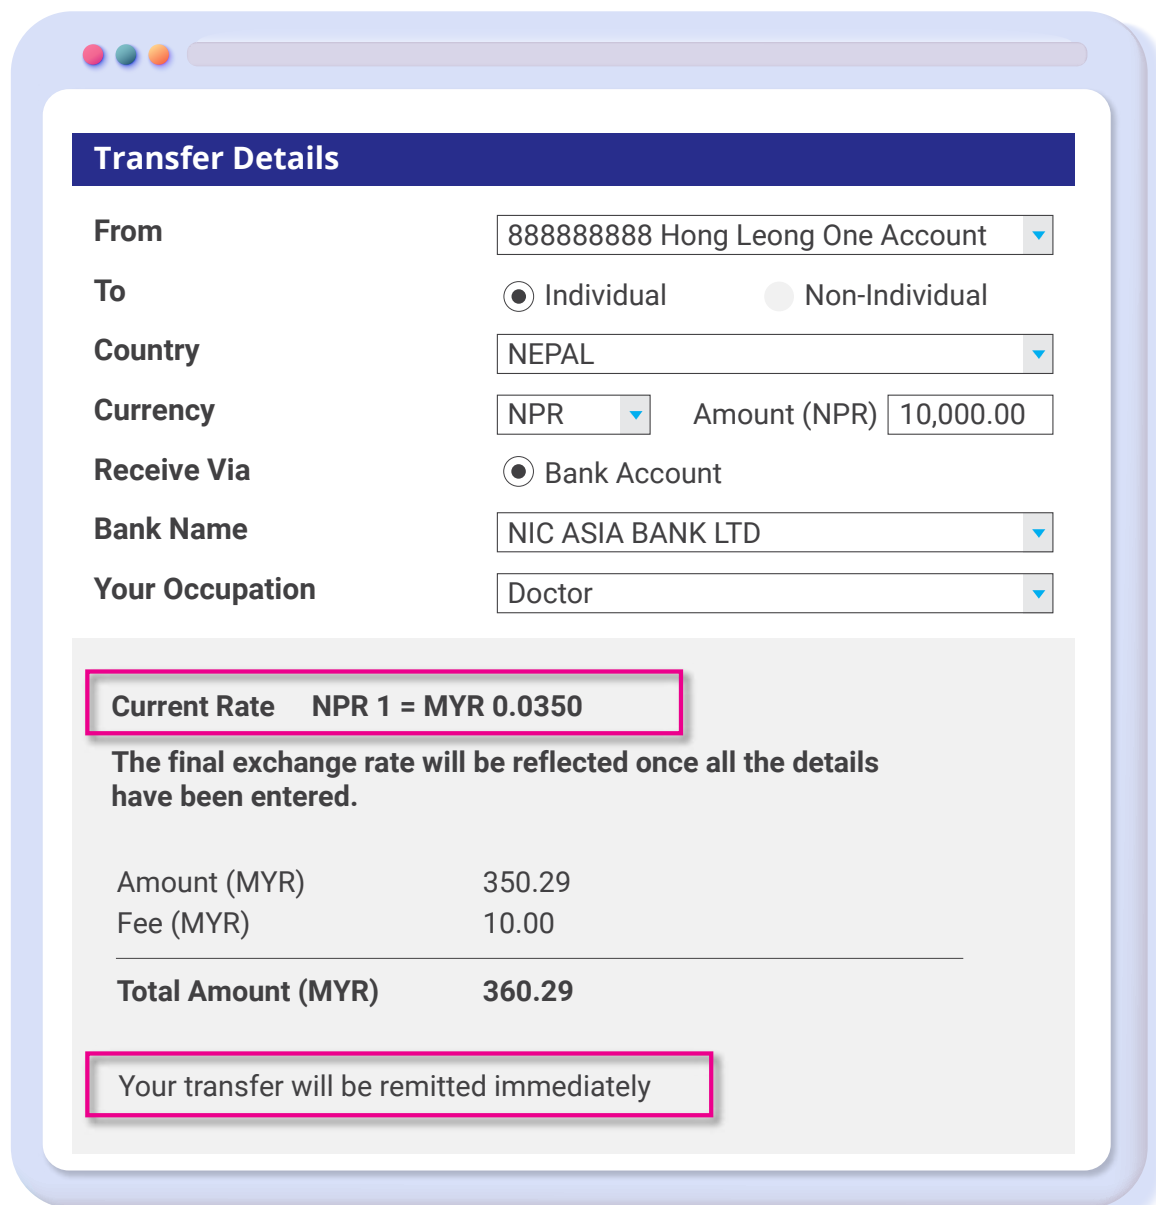 Transfer Details
From 888888888 Hong Leong One Account
To Individual Non-Individual
Country NEPAL
Currency NPR Amount (NPR) 10,000.00
Receive Via Bank Account
Bank Name NIC ASIA BANK LTD
Your Occupation Doctor
Current Rate NPR 1 = MYR 0.0350
The final exchange rate will be reflected once all the details
have been entered.
Amount (MYR) 350.29
Fee (MYR) 10.00
Total Amount (MYR) 360.29
Your transfer will be remitted immediately